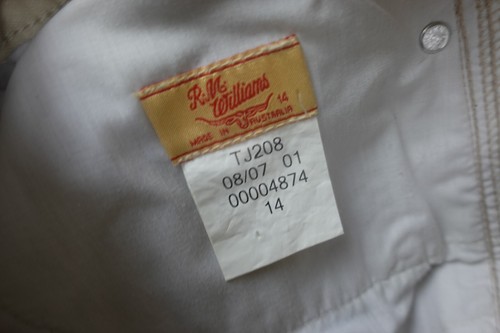 R.M.
Williams
14
MADE IN AUSTRALIA
TJ208
08/07 01
00004874
14